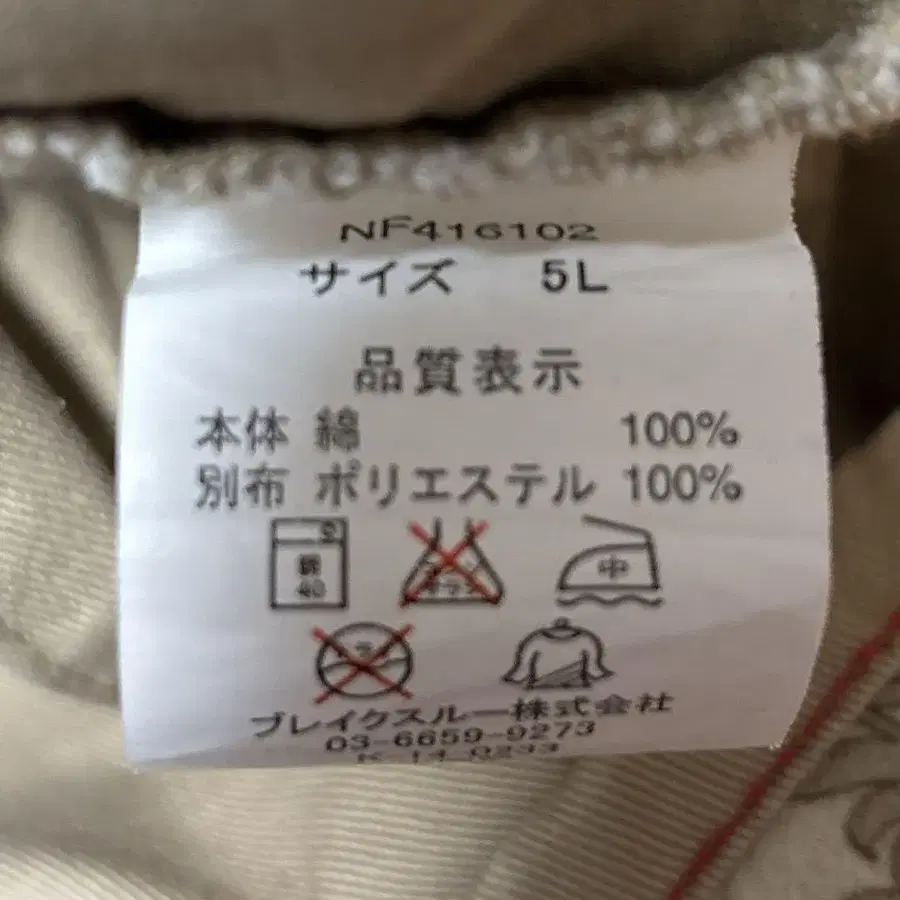 NF416102
サイズ 5L
品質表示
本体 綿 100%
別布 ポリエステル 100%
40
中
ブレイクスルー株式会社
03-6659-9273
K-14-0233